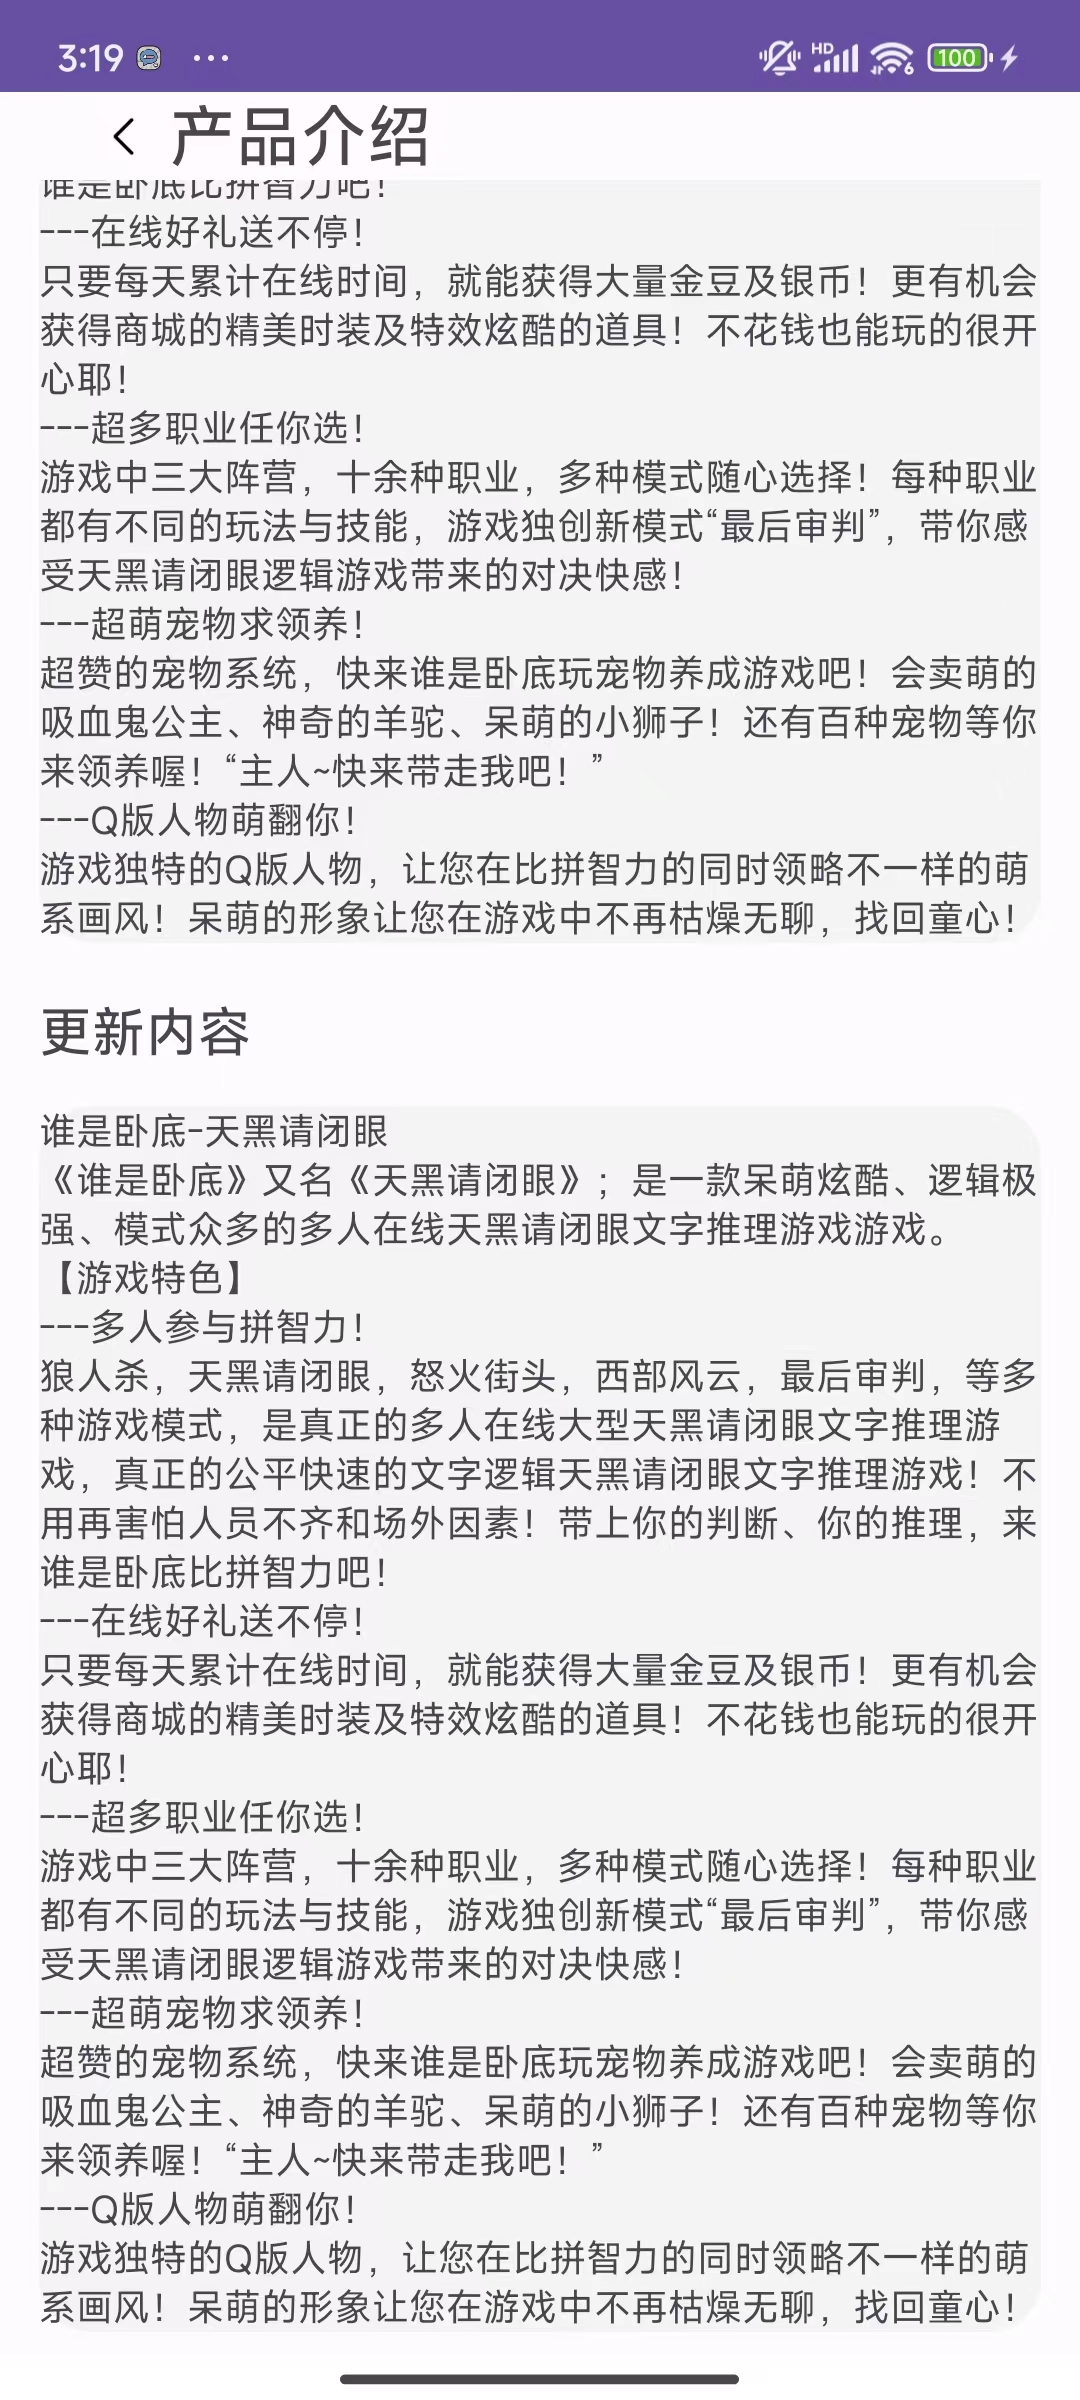 3:19
HD
6
100
产品介绍
谁是卧底比拼智力吧！
---在线好礼送不停！
只要每天累计在线时间，就能获得大量金豆及银币！更有机会
获得商城的精美时装及特效炫酷的道具！不花钱也能玩的很开
心耶！
---超多职业任你选！
游戏中三大阵营，十余种职业，多种模式随心选择！每种职业
都有不同的玩法与技能，游戏独创新模式“最后审判”，带你感
受天黑请闭眼逻辑游戏带来的对决快感！
---超萌宠物求领养！
超赞的宠物系统，快来谁是卧底玩宠物养成游戏吧！会卖萌的
吸血鬼公主、神奇的羊驼、呆萌的小狮子！还有百种宠物等你
来领养喔！“主人~快来带走我吧！”
---Q版人物萌翻你！
游戏独特的Q版人物，让您在比拼智力的同时领略不一样的萌
系画风！呆萌的形象让您在游戏中不再枯燥无聊，找回童心！
更新内容
谁是卧底-天黑请闭眼
《谁是卧底》又名《天黑请闭眼》；是一款呆萌炫酷、逻辑极
强、模式众多的多人在线天黑请闭眼文字推理游戏游戏。
【游戏特色】
---多人参与拼智力！
狼人杀，天黑请闭眼，怒火街头，西部风云，最后审判，等多
种游戏模式，是真正的多人在线大型天黑请闭眼文字推理游
戏，真正的公平快速的文字逻辑天黑请闭眼文字推理游戏！不
用再害怕人员不齐和场外因素！带上你的判断、你的推理，来
谁是卧底比拼智力吧！
---在线好礼送不停！
只要每天累计在线时间，就能获得大量金豆及银币！更有机会
获得商城的精美时装及特效炫酷的道具！不花钱也能玩的很开
心耶！
---超多职业任你选！
游戏中三大阵营，十余种职业，多种模式随心选择！每种职业
都有不同的玩法与技能，游戏独创新模式“最后审判”，带你感
受天黑请闭眼逻辑游戏带来的对决快感！
---超萌宠物求领养！
超赞的宠物系统，快来谁是卧底玩宠物养成游戏吧！会卖萌的
吸血鬼公主、神奇的羊驼、呆萌的小狮子！还有百种宠物等你
来领养喔！“主人~快来带走我吧！”
---Q版人物萌翻你！
游戏独特的Q版人物，让您在比拼智力的同时领略不一样的萌
系画风！呆萌的形象让您在游戏中不再枯燥无聊，找回童心！